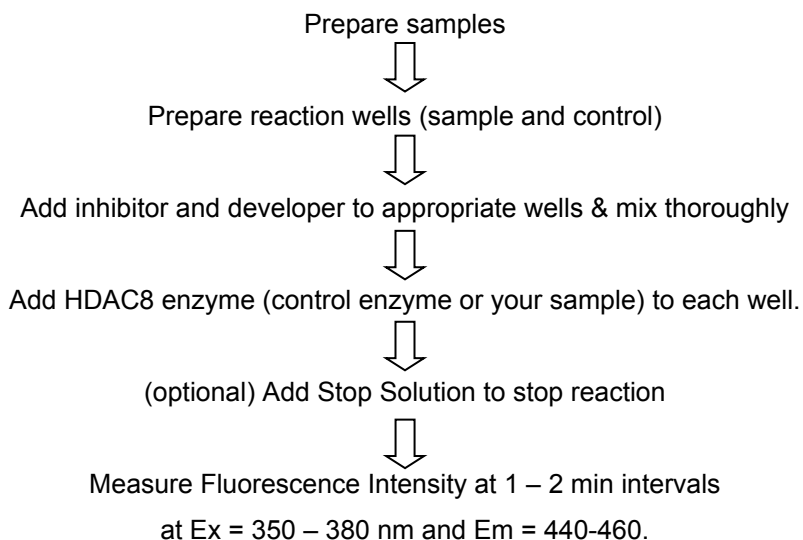 Prepare samples
Prepare reaction wells (sample and control)
Add inhibitor and developer to appropriate wells & mix thoroughly
Add HDAC8 enzyme (control enzyme or your sample) to each well.
(optional) Add Stop Solution to stop reaction
Measure Fluorescence Intensity at 1 – 2 min intervals
at Ex = 350 – 380 nm and Em = 440-460.